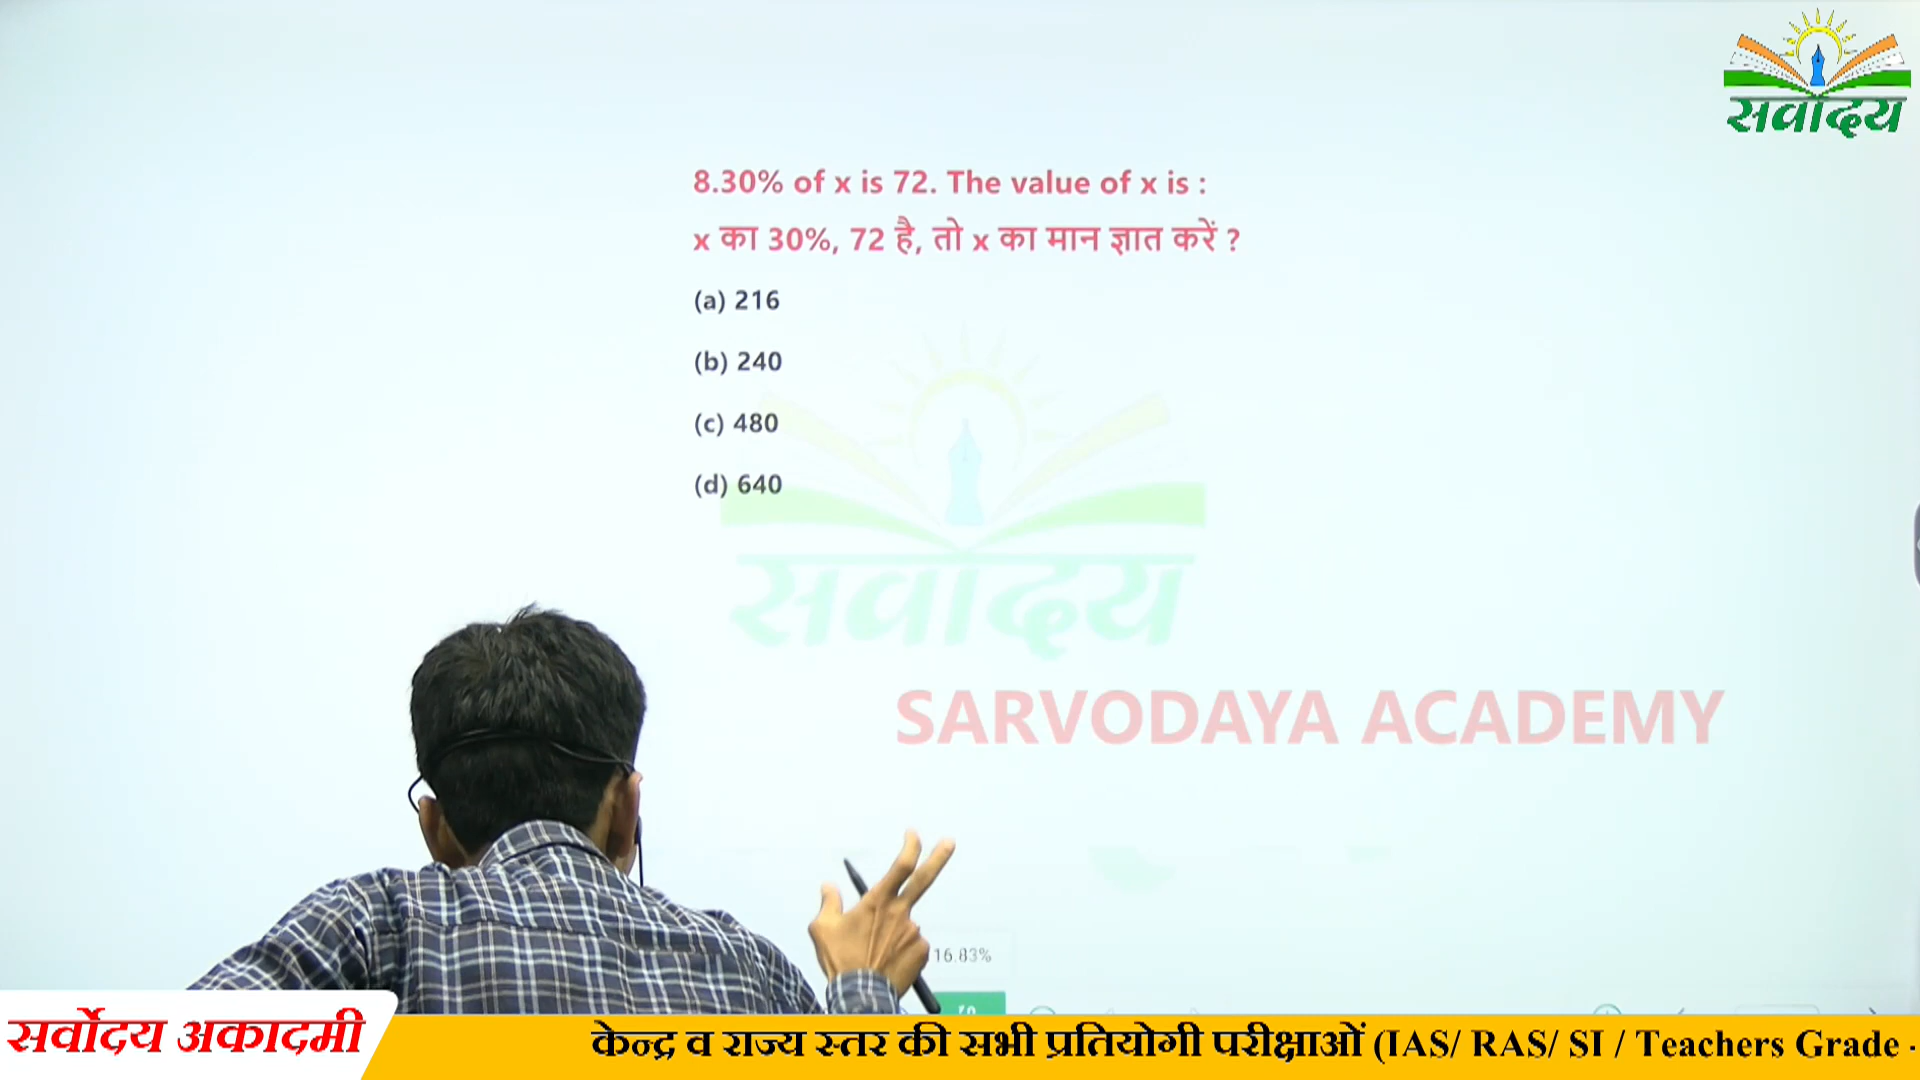 सर्वोदय
8.30% of x is 72. The value of x is :
x का 30%, 72 है, तो x का मान ज्ञात करें ?
(a) 216
(b) 240
(c) 480
(d) 640
सर्वोदय
SARVODAYA ACADEMY
16.83%
सर्वोदय अकादमी
केन्द्र व राज्य स्तर की सभी प्रतियोगी परीक्षाओं (IAS/ RAS/ SI / Teachers Grade -